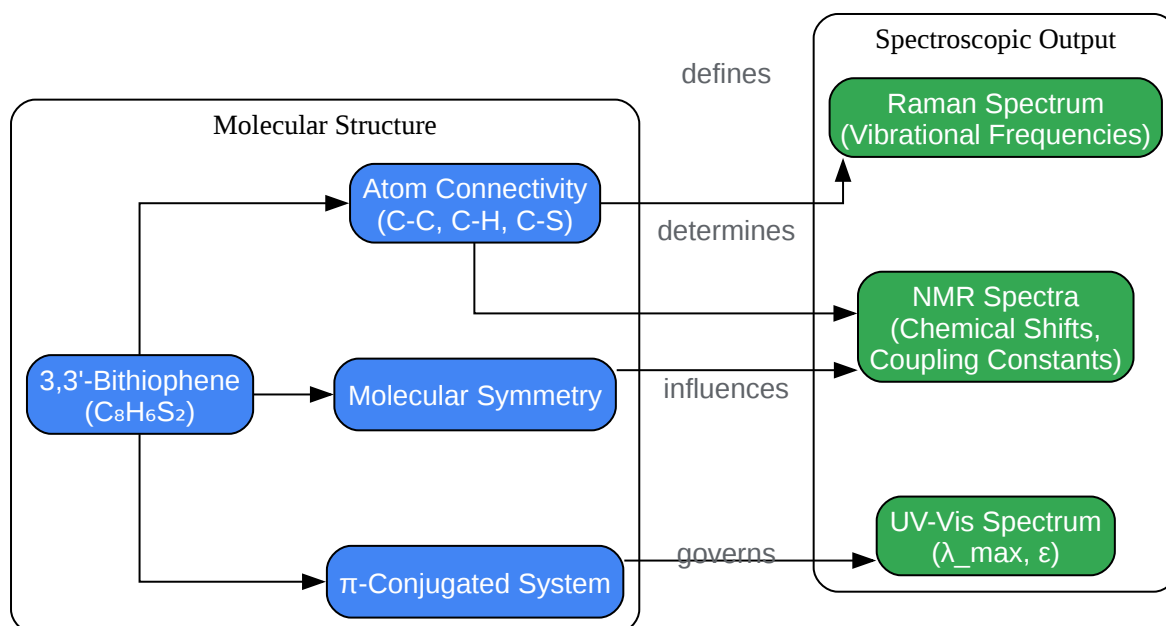 Spectroscopic Output
defines
Raman Spectrum
(Vibrational Frequencies)
Molecular Structure
Atom Connectivity
(C-C, C-H, C-S)
determines
NMR Spectra
(Chemical Shifts,
Coupling Constants)
3,3'-Bithiophene
(C₈H₆S₂)
Molecular Symmetry
influences
UV-Vis Spectrum
(λ_max, ε)
governs
π-Conjugated System